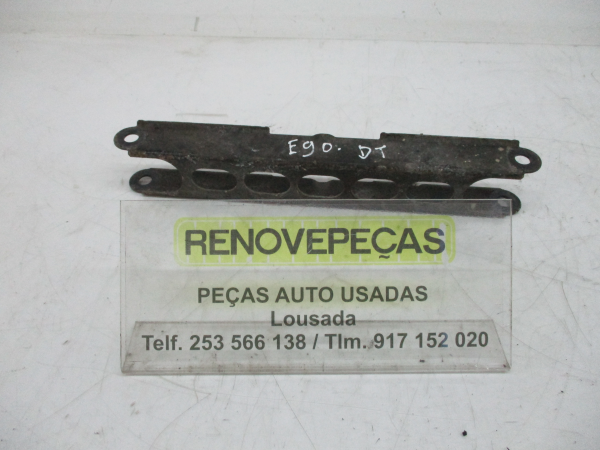 E90. DT
RENOVEPEÇAS
PEÇAS AUTO USADAS
Lousada
Telf. 253 566 138 / Tlm. 917 152 020